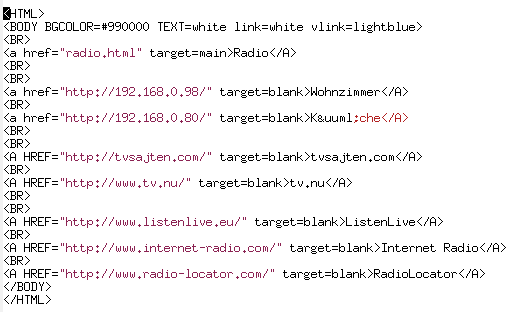 <HTML>
<BODY BGCOLOR=#990000 TEXT=white link=white vlink=lightblue>
<BR>
<a href="radio.html" target=main>Radio</A>
<BR>
<BR>
<a href="http://192.168.0.98/" target=blank>Wohnzimmer</A>
<BR>
<a href="http://192.168.0.80/" target=blank>K&uuml;che</A>
<BR>
<BR>
<A HREF="http://tvsajten.com/" target=blank>tvsajten.com</A>
<BR>
<A HREF="http://www.tv.nu/" target=blank>tv.nu</A>
<BR>
<BR>
<A HREF="http://www.listenlive.eu/" target=blank>ListenLive</A>
<BR>
<A HREF="http://www.internet-radio.com/" target=blank>Internet Radio</A>
<BR>
<A HREF="http://www.radio-locator.com/" target=blank>RadioLocator</A>
</BODY>
</HTML>